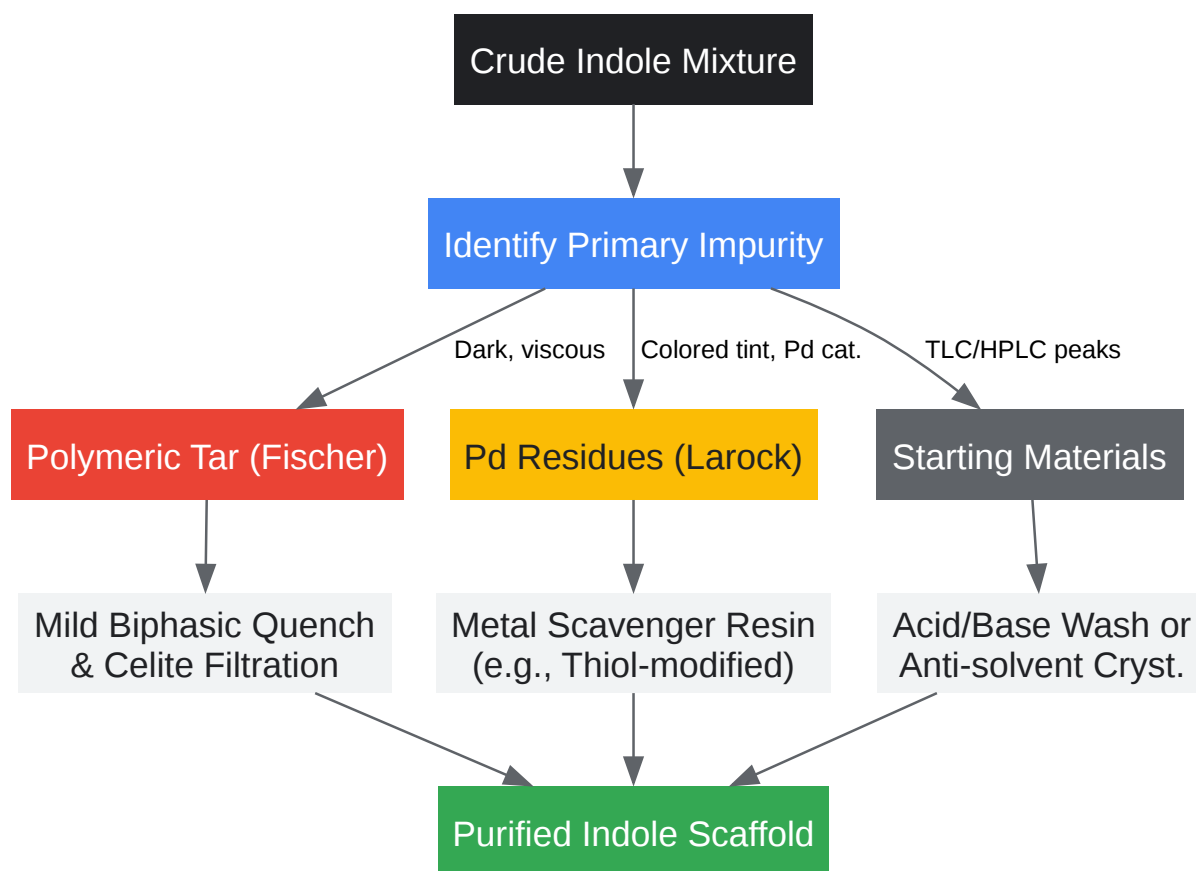 Crude Indole Mixture
Identify Primary Impurity
Dark, viscous
Colored tint, Pd cat.
TLC/HPLC peaks
Polymeric Tar (Fischer)
Pd Residues (Larock)
Starting Materials
Mild Biphasic Quench
& Celite Filtration
Metal Scavenger Resin
(e.g., Thiol-modified)
Acid/Base Wash or
Anti-solvent Cryst.
Purified Indole Scaffold